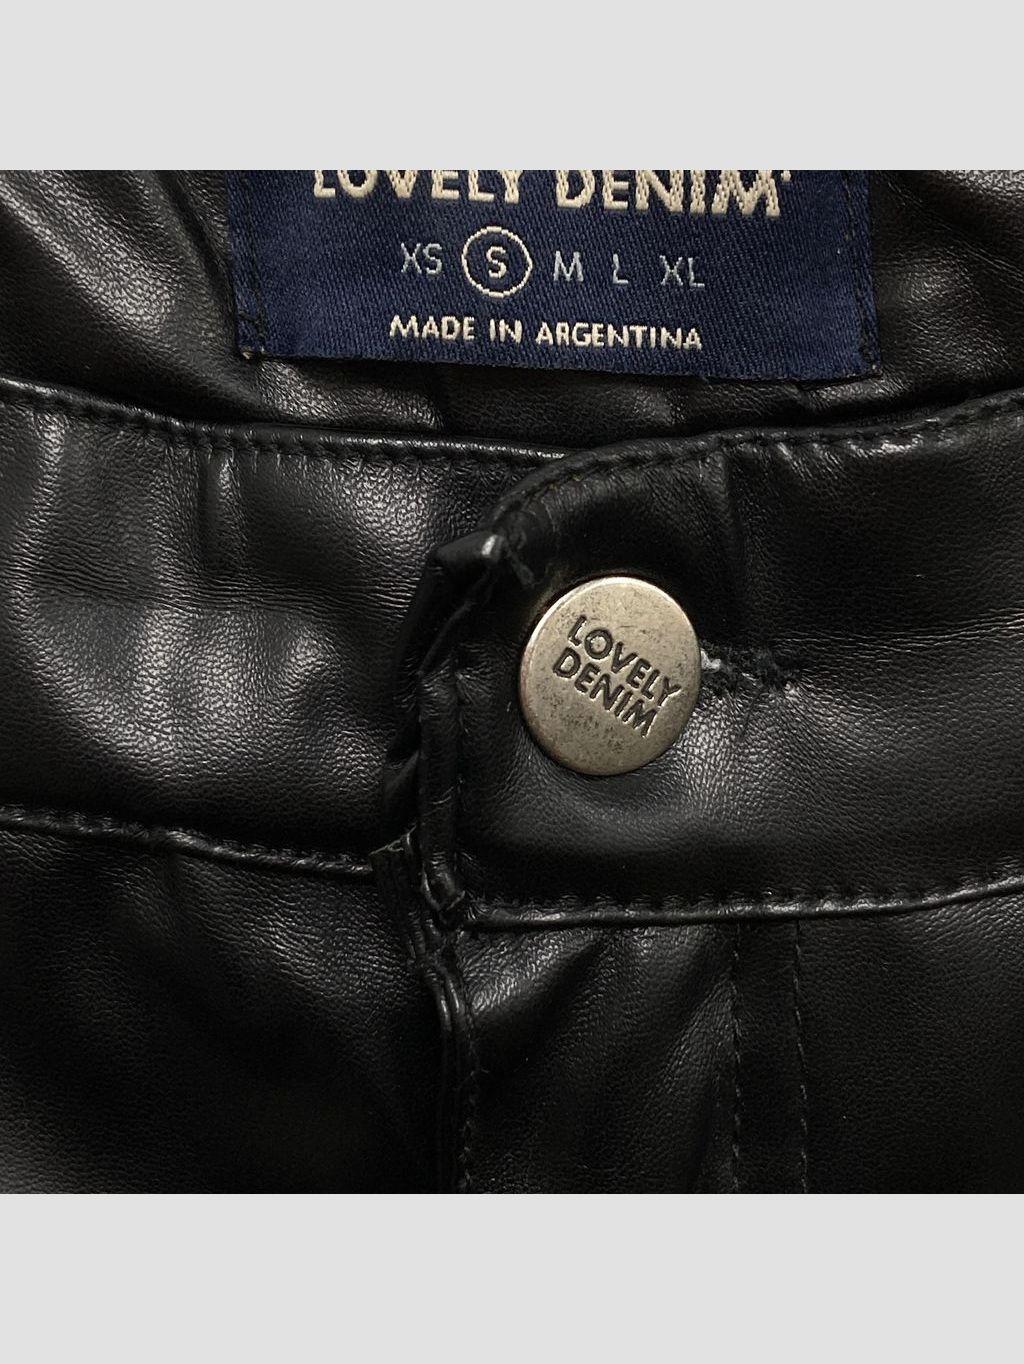 LOVELY DENIM
XS S M L XL
MADE IN ARGENTINA
LOVELY
DENIM